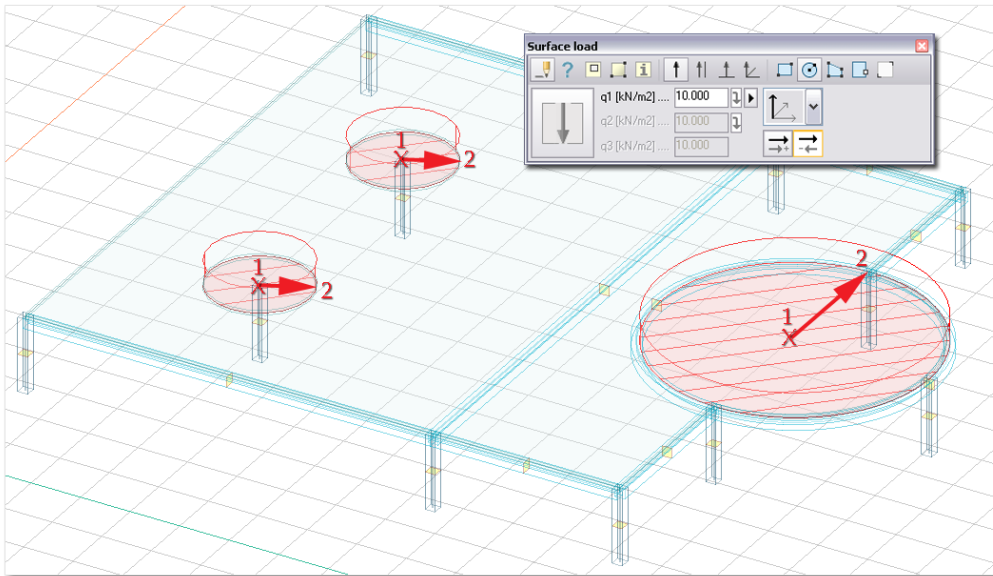 Surface load
?
i
q1 [kN/m2] .... 10.000
q2 [kN/m2] .... 10.000
q3 [kN/m2] .... 10.000
1
2
1
2
2
1